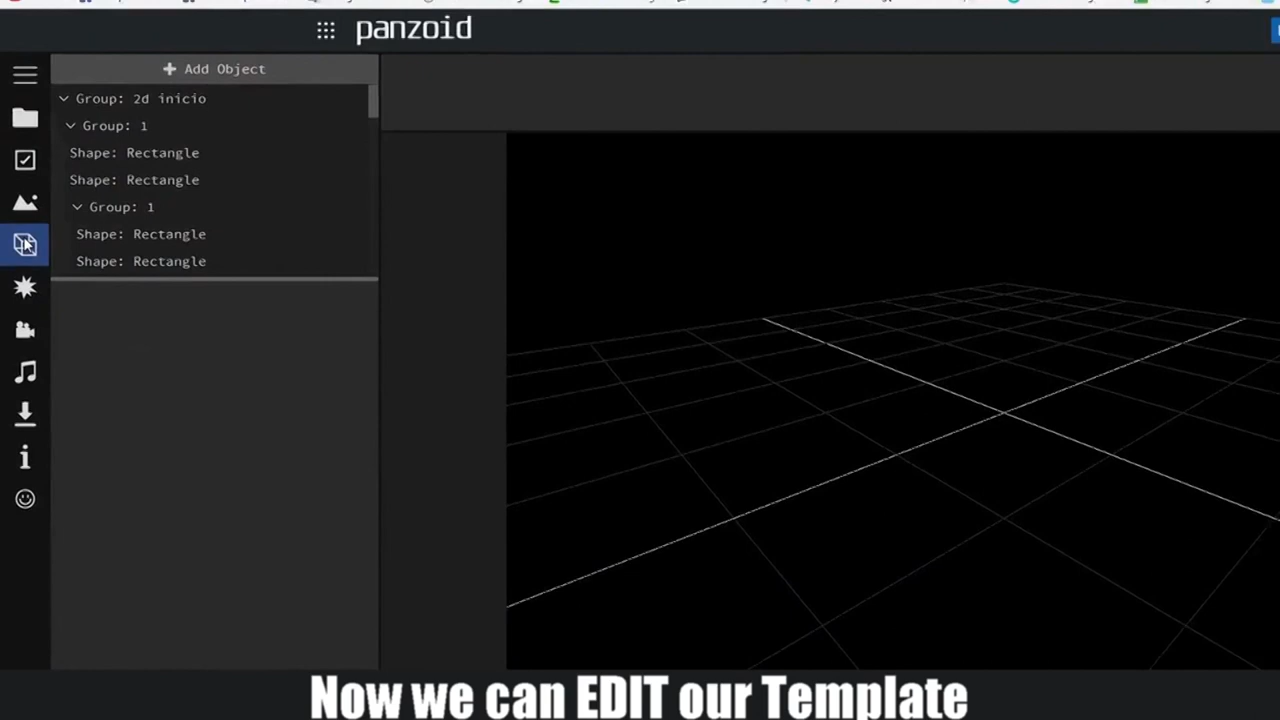 panzoid
Add Object
Group: 2d inicio
Group: 1
Shape: Rectangle
Shape: Rectangle
Group: 1
Shape: Rectangle
Shape: Rectangle
Now we can EDIT our Template